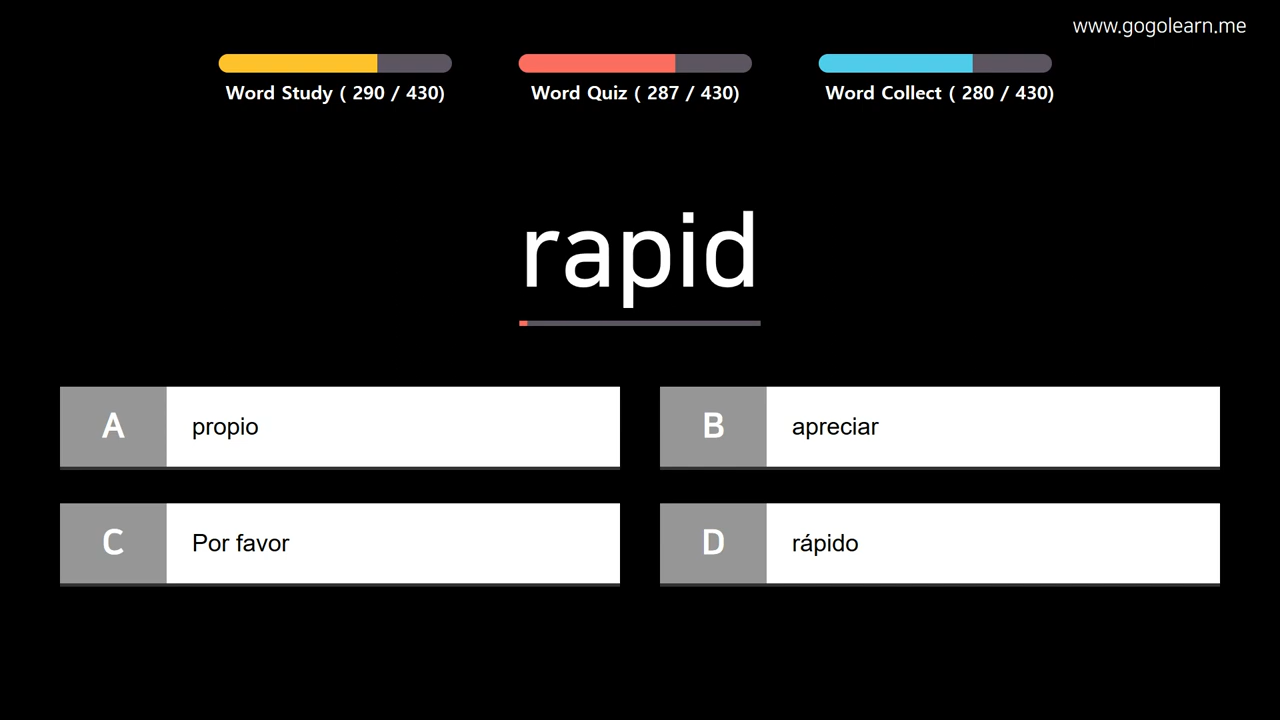 www.gogolearn.me
Word Study ( 290 / 430)
Word Quiz ( 287 / 430)
Word Collect ( 280 / 430)
rapid
A propio
B apreciar
C Por favor
D rápido